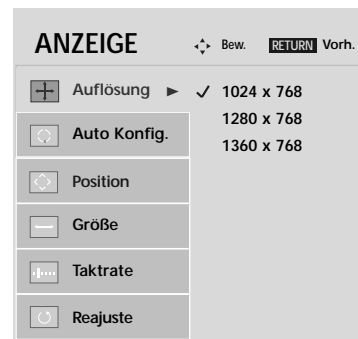 ANZEIGE Bew. RETURN Vorh.
Auflösung ► ✓ 1024 x 768
1280 x 768
Auto Konfig.
1360 x 768
Position
Größe
Taktrate
Reajuste